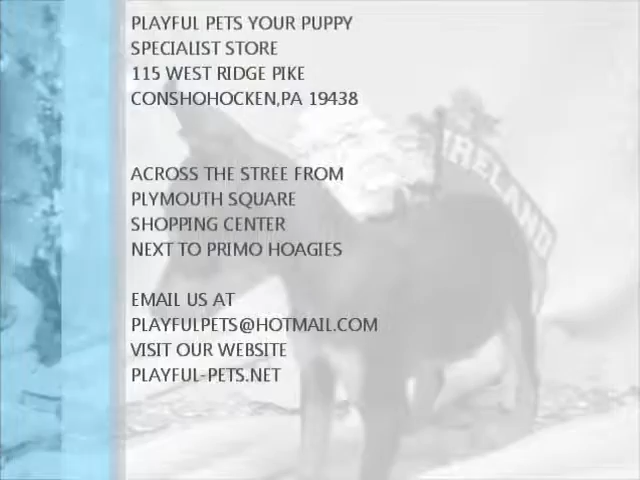 PLAYFUL PETS YOUR PUPPY
SPECIALIST STORE
115 WEST RIDGE PIKE
CONSHOHOCKEN,PA 19438
ACROSS THE STREE FROM
PLYMOUTH SQUARE
SHOPPING CENTER
NEXT TO PRIMO HOAGIES
EMAIL US AT
PLAYFULPETS@HOTMAIL.COM
VISIT OUR WEBSITE
PLAYFUL-PETS.NET
IRELAND